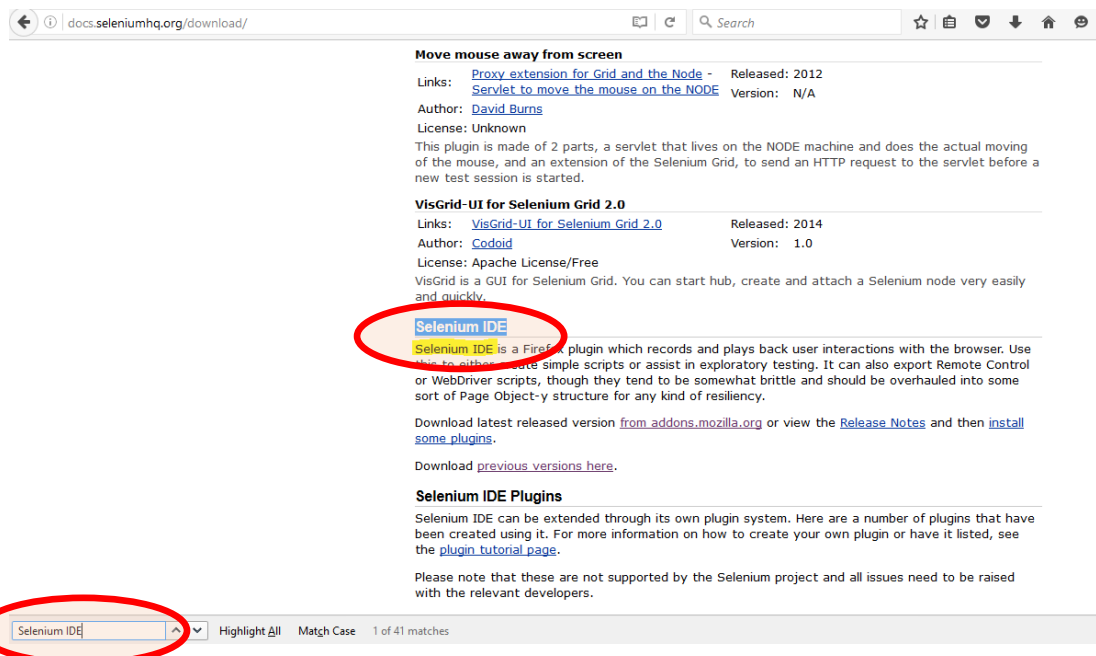 docs.seleniumhq.org/download/ Search
Move mouse away from screen
Links: Proxy extension for Grid and the Node - Released: 2012
Servlet to move the mouse on the NODE Version: N/A
Author: David Burns
License: Unknown
This plugin is made of 2 parts, a servlet that lives on the NODE machine and does the actual moving
of the mouse, and an extension of the Selenium Grid, to send an HTTP request to the servlet before a
new test session is started.
VisGrid-UI for Selenium Grid 2.0
Links: VisGrid-UI for Selenium Grid 2.0 Released: 2014
Author: Codoid Version: 1.0
License: Apache License/Free
VisGrid is a GUI for Selenium Grid. You can start hub, create and attach a Selenium node very easily
and quickly.
Selenium IDE
Selenium IDE is a Firefox plugin which records and plays back user interactions with the browser. Use
this to either create simple scripts or assist in exploratory testing. It can also export Remote Control
or WebDriver scripts, though they tend to be somewhat brittle and should be overhauled into some
sort of Page Object-y structure for any kind of resiliency.
Download latest released version from addons.mozilla.org or view the Release Notes and then install
some plugins.
Download previous versions here.
Selenium IDE Plugins
Selenium IDE can be extended through its own plugin system. Here are a number of plugins that have
been created using it. For more information on how to create your own plugin or have it listed, see
the plugin tutorial page.
Please note that these are not supported by the Selenium project and all issues need to be raised
with the relevant developers.
Selenium IDE Highlight All Match Case 1 of 41 matches